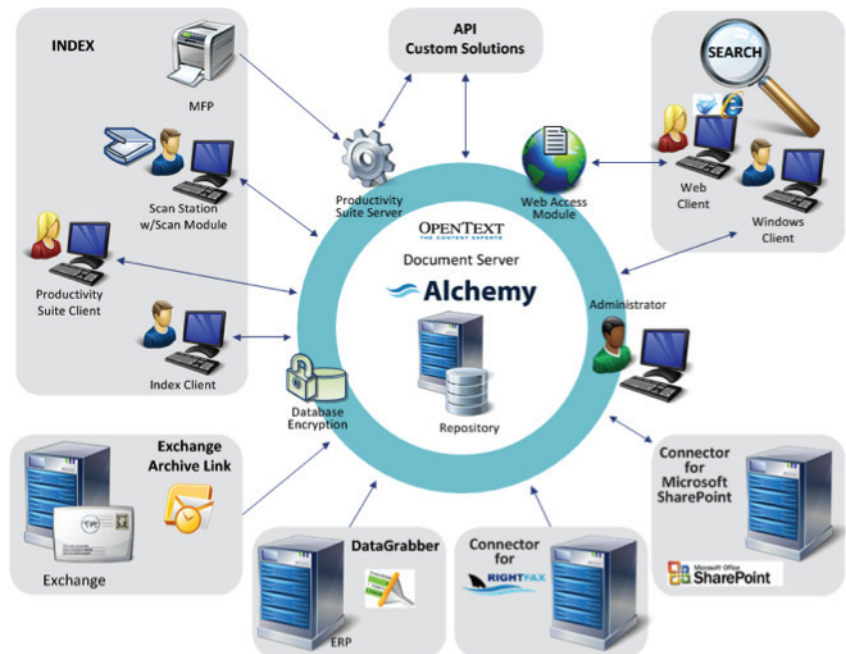 INDEX
MFP
Scan Station
w/Scan Module
Productivity
Suite Client
Index Client
API
Custom Solutions
SEARCH
Web
Client
Windows
Client
Productivity
Suite Server
Web Access
Module
OPENTEXT
THE CONTENT EXPERTS
Document Server
Alchemy
Repository
Administrator
Database
Encryption
Exchange
Archive Link
Exchange
DataGrabber
ERP
Connector
for
RIGHTFAX
Connector
for
Microsoft
SharePoint
Microsoft Office
SharePoint